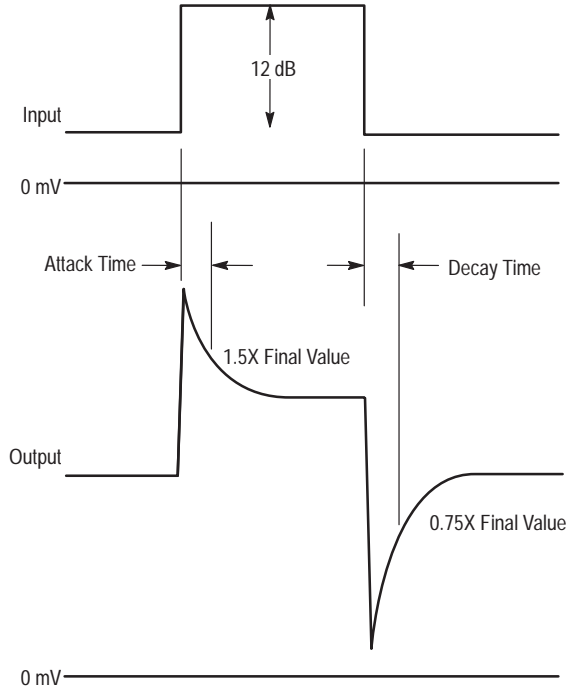 12 dB
Input
0 mV
Attack Time
Decay Time
1.5X Final Value
Output
0.75X Final Value
0 mV